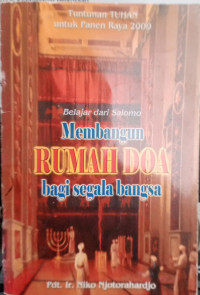 Tuntunan TUHAN
untuk Panen Raya 2000
Belajar dari Salomo
Membangun
RUMAH DOA
bagi segala bangsa
Pdt. Ir. Niko Njotorahardjo